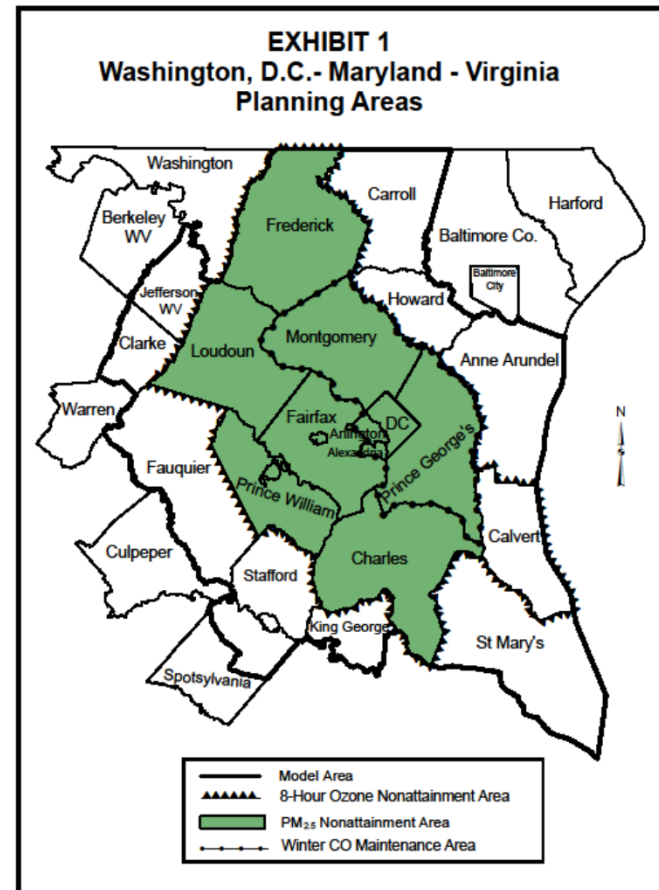 EXHIBIT 1
Washington, D.C.- Maryland - Virginia
Planning Areas
Washington
Frederick
Carroll
Harford
Berkeley
WV
Baltimore Co.
Baltimore
City
Jefferson
WV
Howard
Clarke
Loudoun
Montgomery
Anne Arundel
Warren
Fairfax
DC
Arlington
Alexandria
N
Fauquier
Prince William
Prince George's
Culpeper
Charles
Calvert
Stafford
King George
St Mary's
Spotsylvania
Model Area
8-Hour Ozone Nonattainment Area
PM2.5 Nonattainment Area
Winter CO Maintenance Area